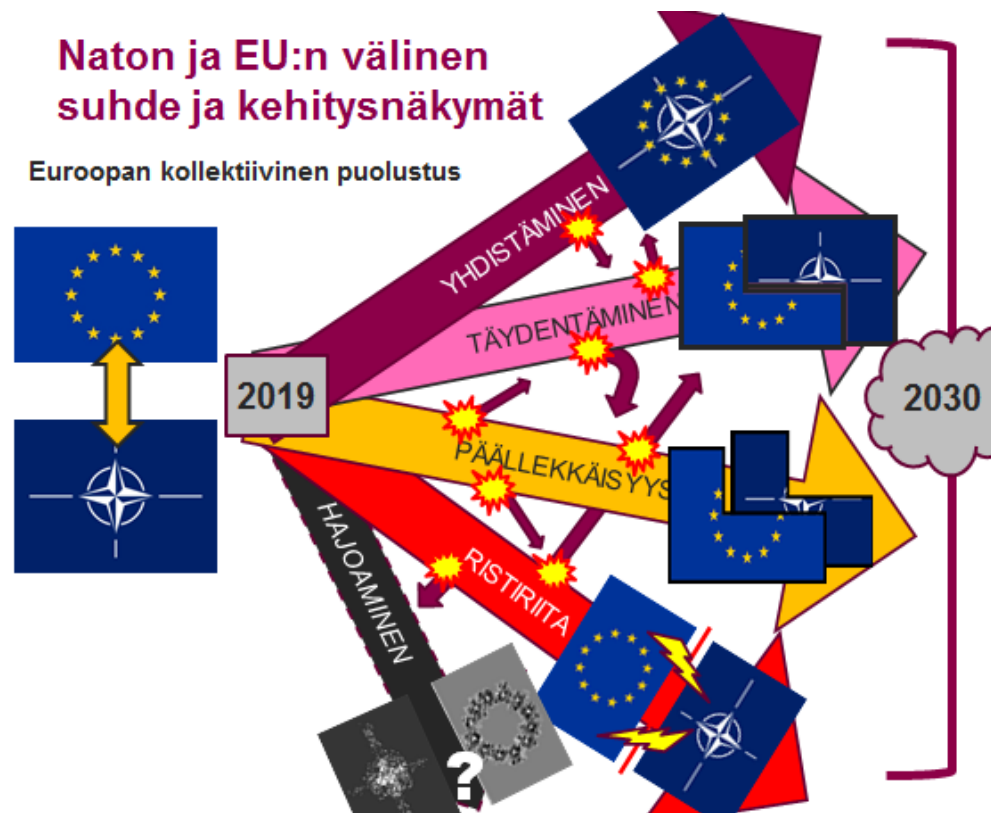 Naton ja EU:n välinen
suhde ja kehitysnäkymät
Euroopan kollektiivinen puolustus
YHDISTÄMINEN
TÄYDENTÄMINEN
2019
2030
PÄÄLLEKKÄISYYS
RISTIRIITA
HAJOAMINEN
?